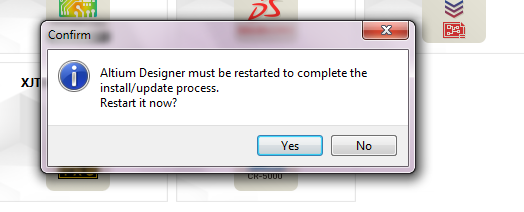 Confirm
Altium Designer must be restarted to complete the
install/update process.
Restart it now?
XJT
Yes
No
CR-5000